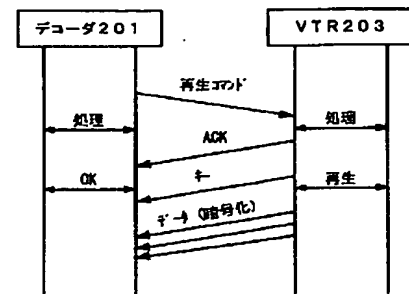 デコーダ201
VTR203
再生コマンド
処理
処理
ACK
キー
OK
再生
データ (暗号化)